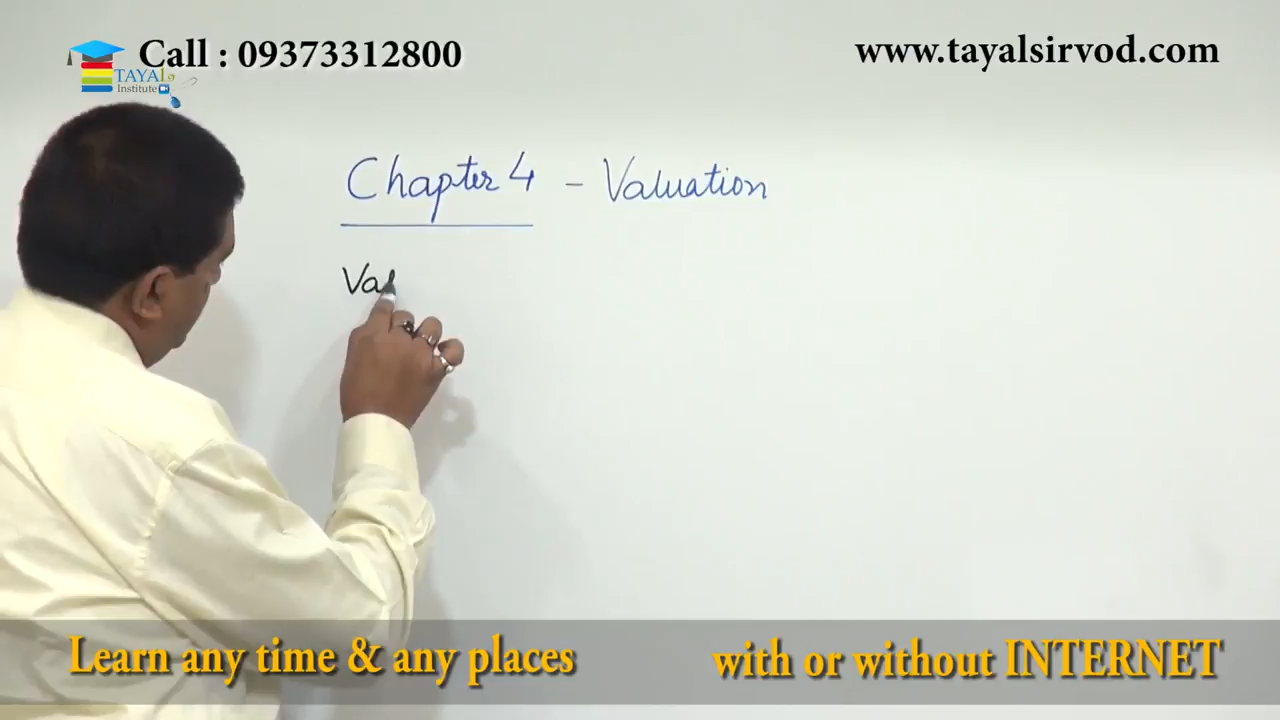 Call : 09373312800
www.tayalsirvod.com
TAYALs
Institute
Chapter 4 - Valuation
Va
Learn any time & any places
with or without INTERNET